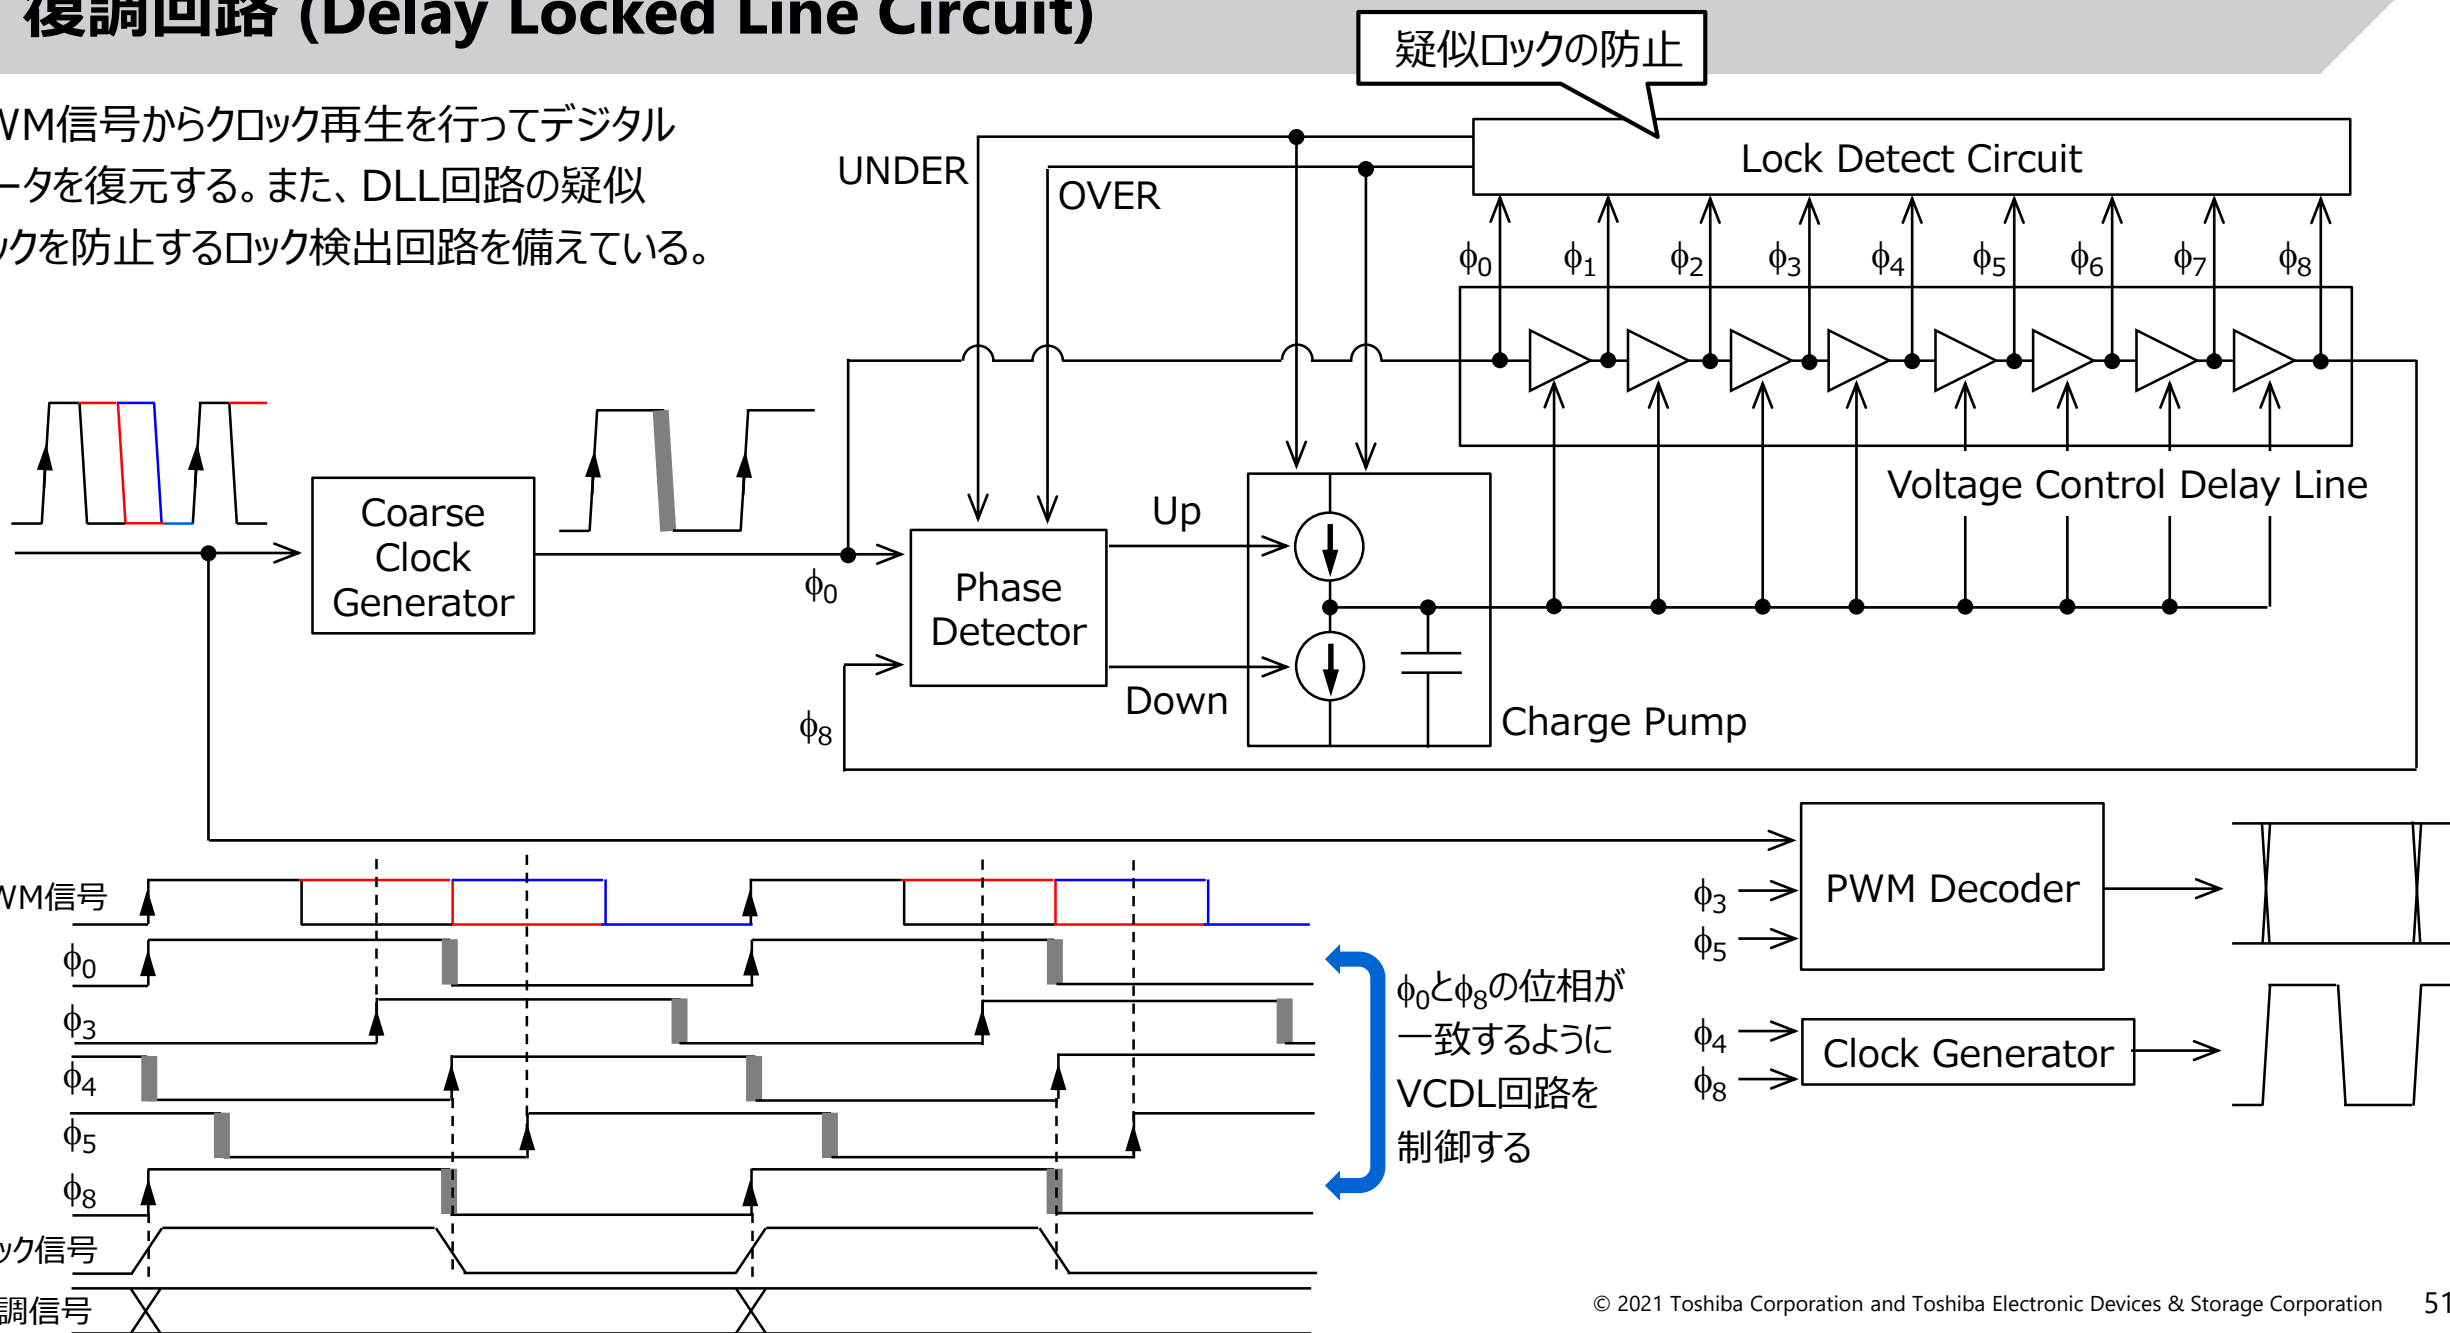 復調回路 (Delay Locked Line Circuit)
疑似ロックの防止
WM信号からクロック再生を行ってデジタル
ータを復元する。また、DLL回路の疑似
ックを防止するロック検出回路を備えている。
UNDER
OVER
Lock Detect Circuit
ϕ0
ϕ1
ϕ2
ϕ3
ϕ4
ϕ5
ϕ6
ϕ7
ϕ8
Voltage Control Delay Line
Coarse
Clock
Generator
ϕ0
Phase
Detector
Up
Down
ϕ8
Charge Pump
WM信号
ϕ0
ϕ3
ϕ4
ϕ5
ϕ8
ック信号
調信号
ϕ0とϕ8の位相が
一致するように
VCDL回路を
制御する
ϕ3
ϕ5
PWM Decoder
ϕ4
ϕ8
Clock Generator
© 2021 Toshiba Corporation and Toshiba Electronic Devices & Storage Corporation 51